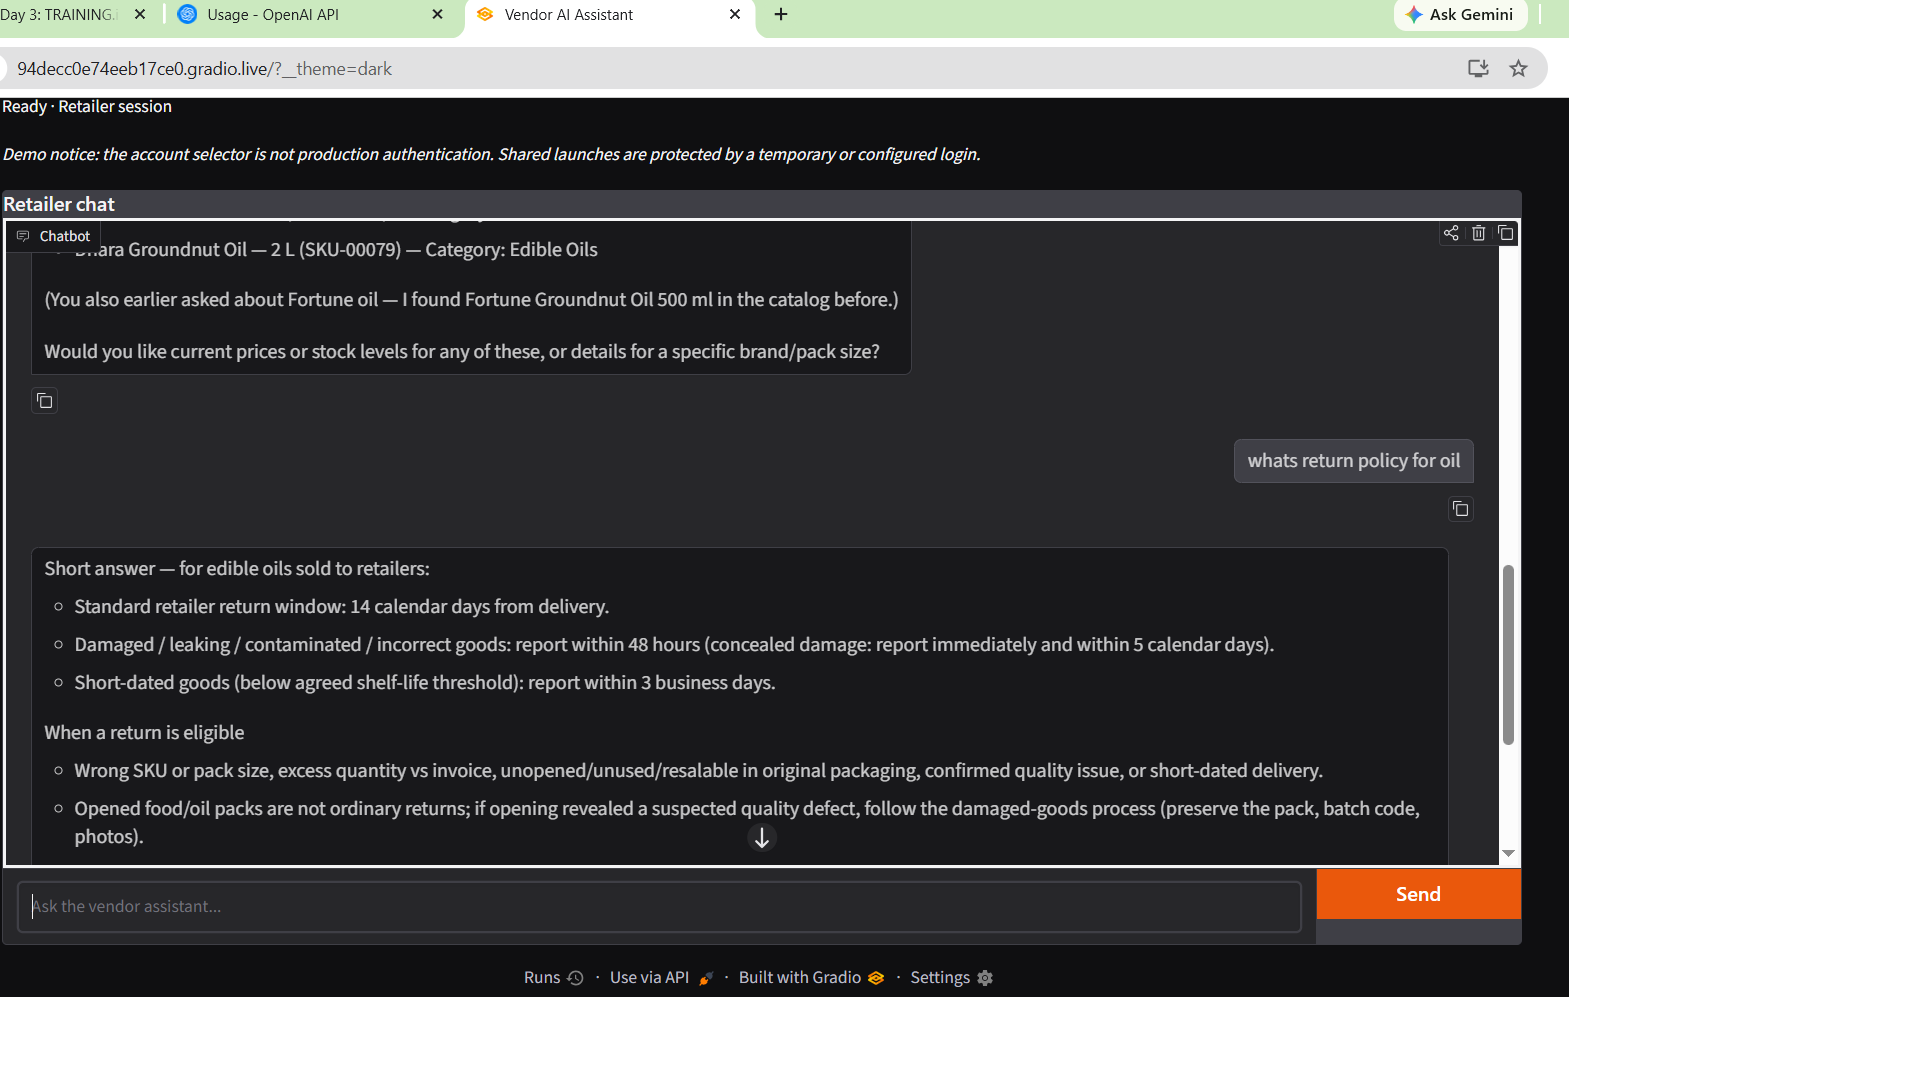 Day 3: TRAINING.
Usage - OpenAI API
Vendor AI Assistant
Ask Gemini
94decc0e74eeb17ce0.gradio.live/?__theme=dark
Ready · Retailer session
Demo notice: the account selector is not production authentication. Shared launches are protected by a temporary or configured login.
Retailer chat
Chatbot
Dhara Groundnut Oil — 2 L (SKU-00079) — Category: Edible Oils
(You also earlier asked about Fortune oil — I found Fortune Groundnut Oil 500 ml in the catalog before.)
Would you like current prices or stock levels for any of these, or details for a specific brand/pack size?
whats return policy for oil
Short answer — for edible oils sold to retailers:
Standard retailer return window: 14 calendar days from delivery.
Damaged / leaking / contaminated / incorrect goods: report within 48 hours (concealed damage: report immediately and within 5 calendar days).
Short-dated goods (below agreed shelf-life threshold): report within 3 business days.
When a return is eligible
Wrong SKU or pack size, excess quantity vs invoice, unopened/unused/resalable in original packaging, confirmed quality issue, or short-dated delivery.
Opened food/oil packs are not ordinary returns; if opening revealed a suspected quality defect, follow the damaged-goods process (preserve the pack, batch code,
photos).
Ask the vendor assistant...
Send
Runs · Use via API · Built with Gradio · Settings